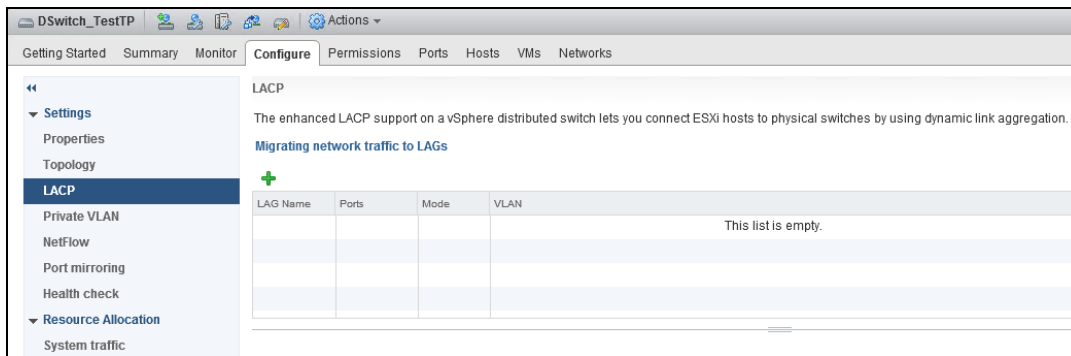 DSwitch_TestTP Actions
Getting Started Summary Monitor Configure Permissions Ports Hosts VMs Networks
LACP
Settings
The enhanced LACP support on a vSphere distributed switch lets you connect ESXi hosts to physical switches by using dynamic link aggregation.
Properties
Migrating network traffic to LAGs
Topology
LACP
LAG Name Ports Mode VLAN
Private VLAN
This list is empty.
NetFlow
Port mirroring
Health check
Resource Allocation
System traffic